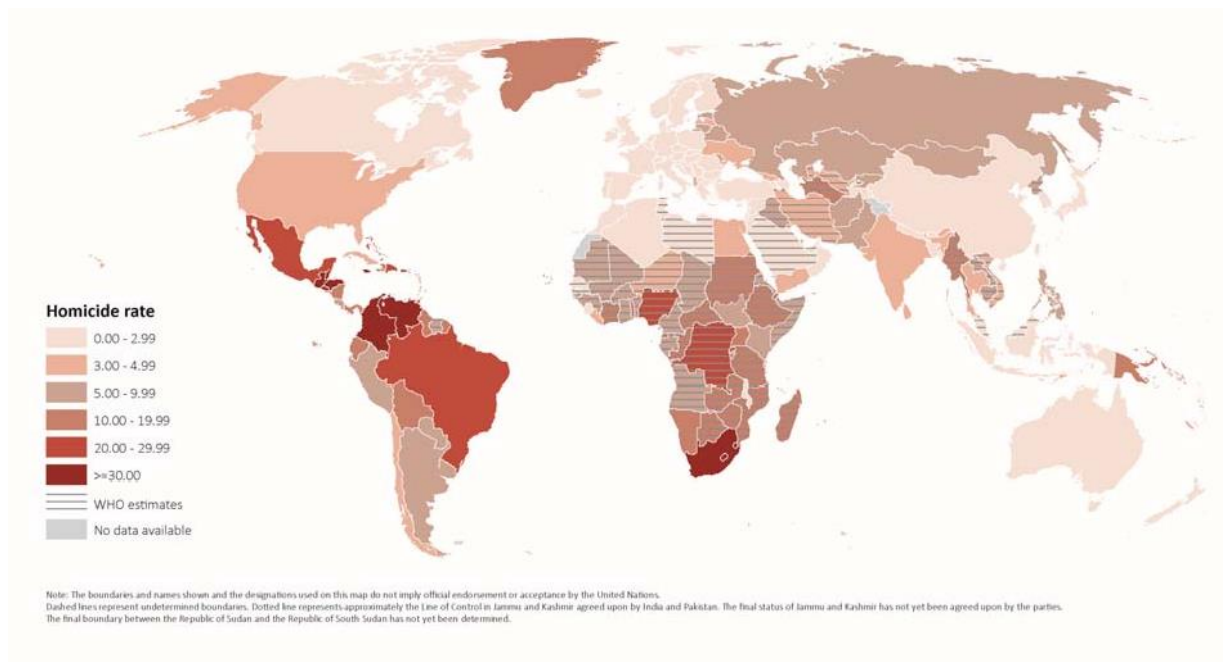 Homicide rate
0.00 - 2.99
3.00 - 4.99
5.00 - 9.99
10.00 - 19.99
20.00 - 29.99
>=30.00
WHO estimates
No data available
Note: The boundaries and names shown and the designations used on this map do not imply official endorsement or acceptance by the United Nations.
Dashed lines represent undetermined boundaries. Dotted line represents approximately the Line of Control in Jammu and Kashmir agreed upon by India and Pakistan. The final status of Jammu and Kashmir has not yet been agreed upon by the parties.
The final boundary between the Republic of Sudan and the Republic of South Sudan has not yet been determined.